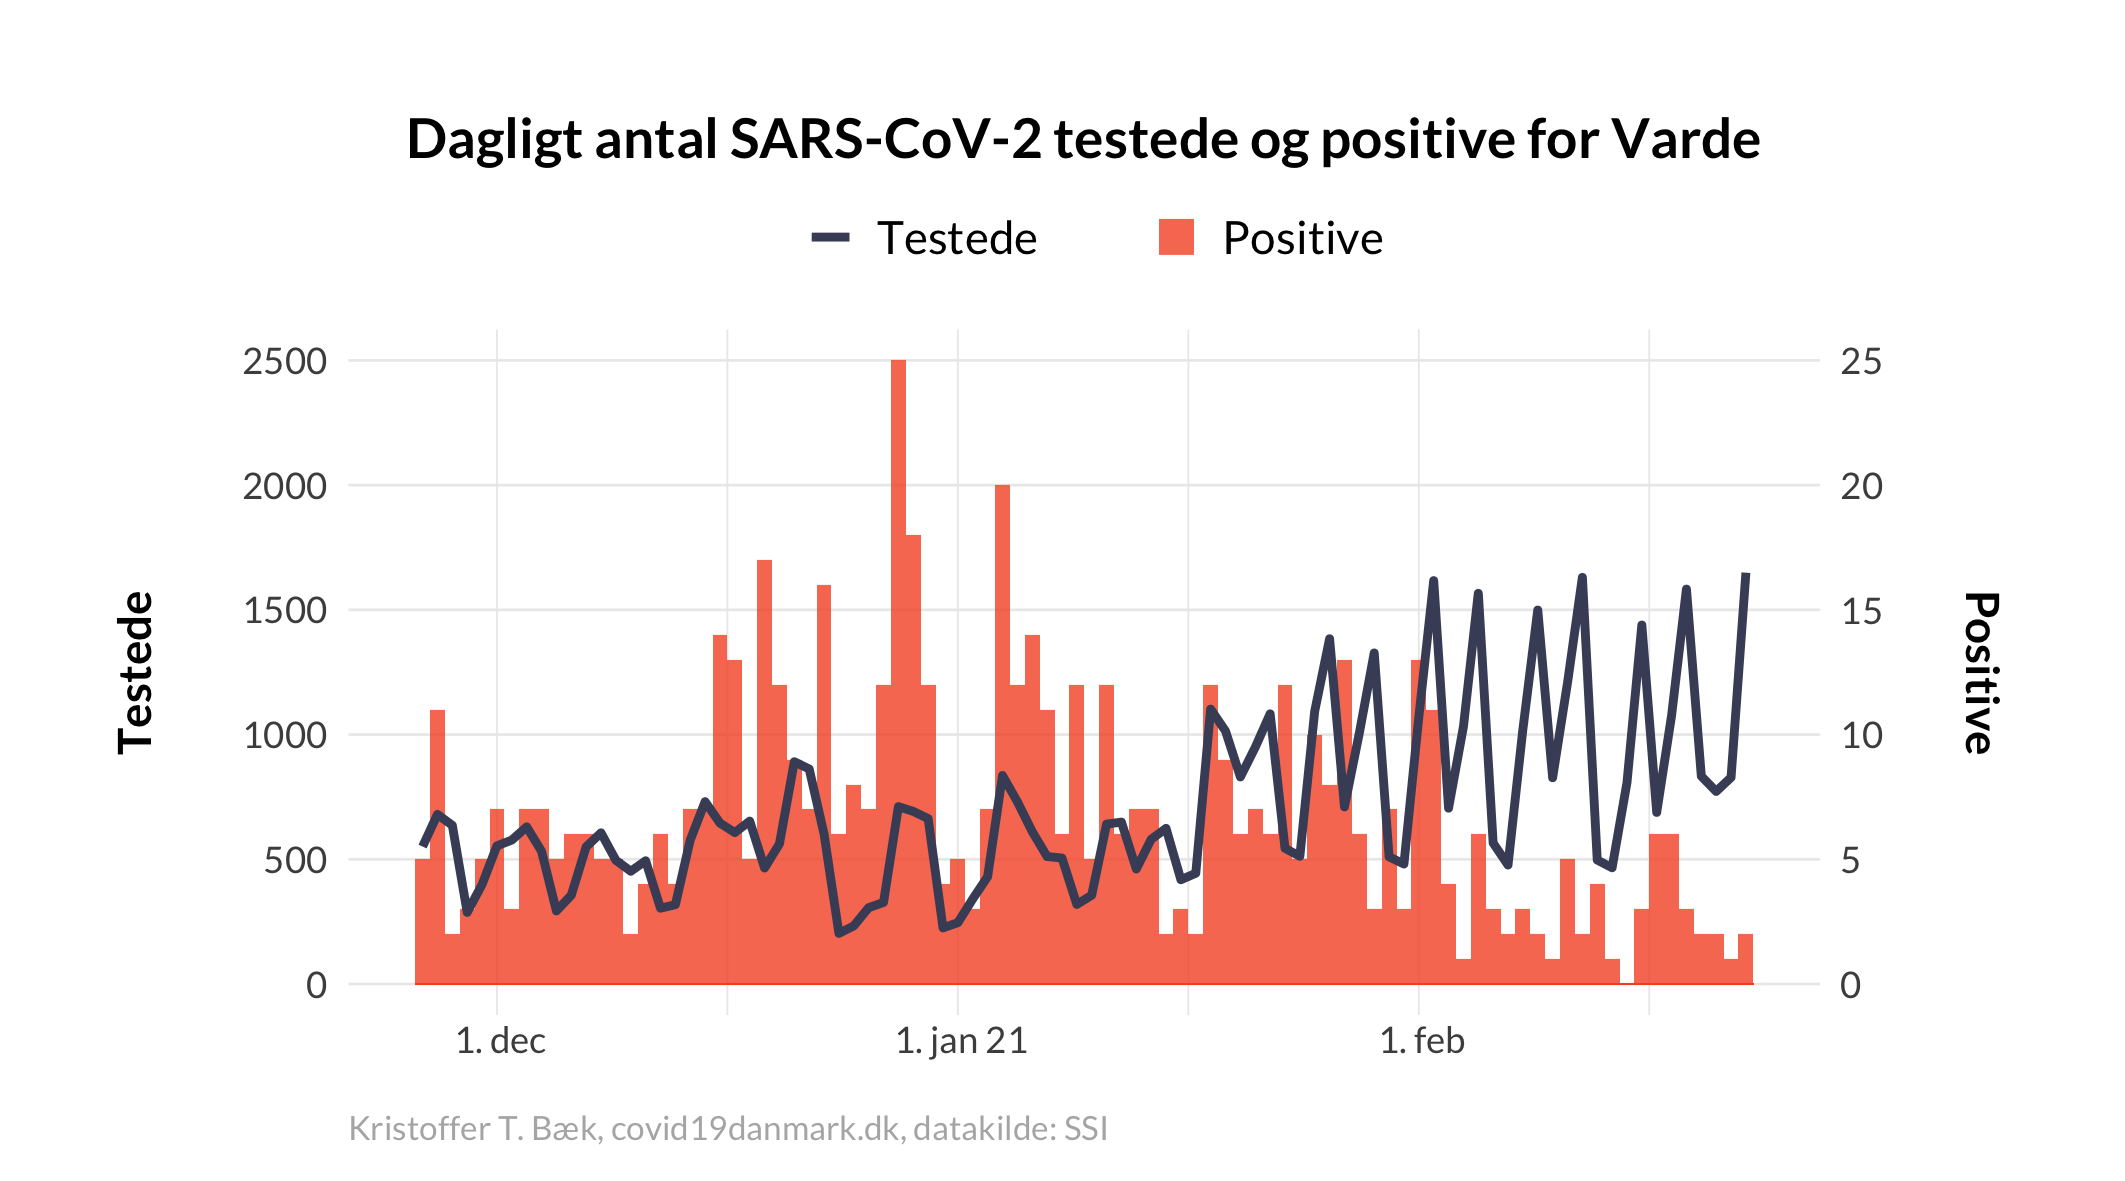 Dagligt antal SARS-CoV-2 testede og positive for Varde
Testede
Positive
2500
2000
1500
1000
500
0
Testede
25
20
15
10
5
0
Positive
1. dec
1. jan 21
1. feb
Kristoffer T. Bæk, covid19danmark.dk, datakilde: SSI